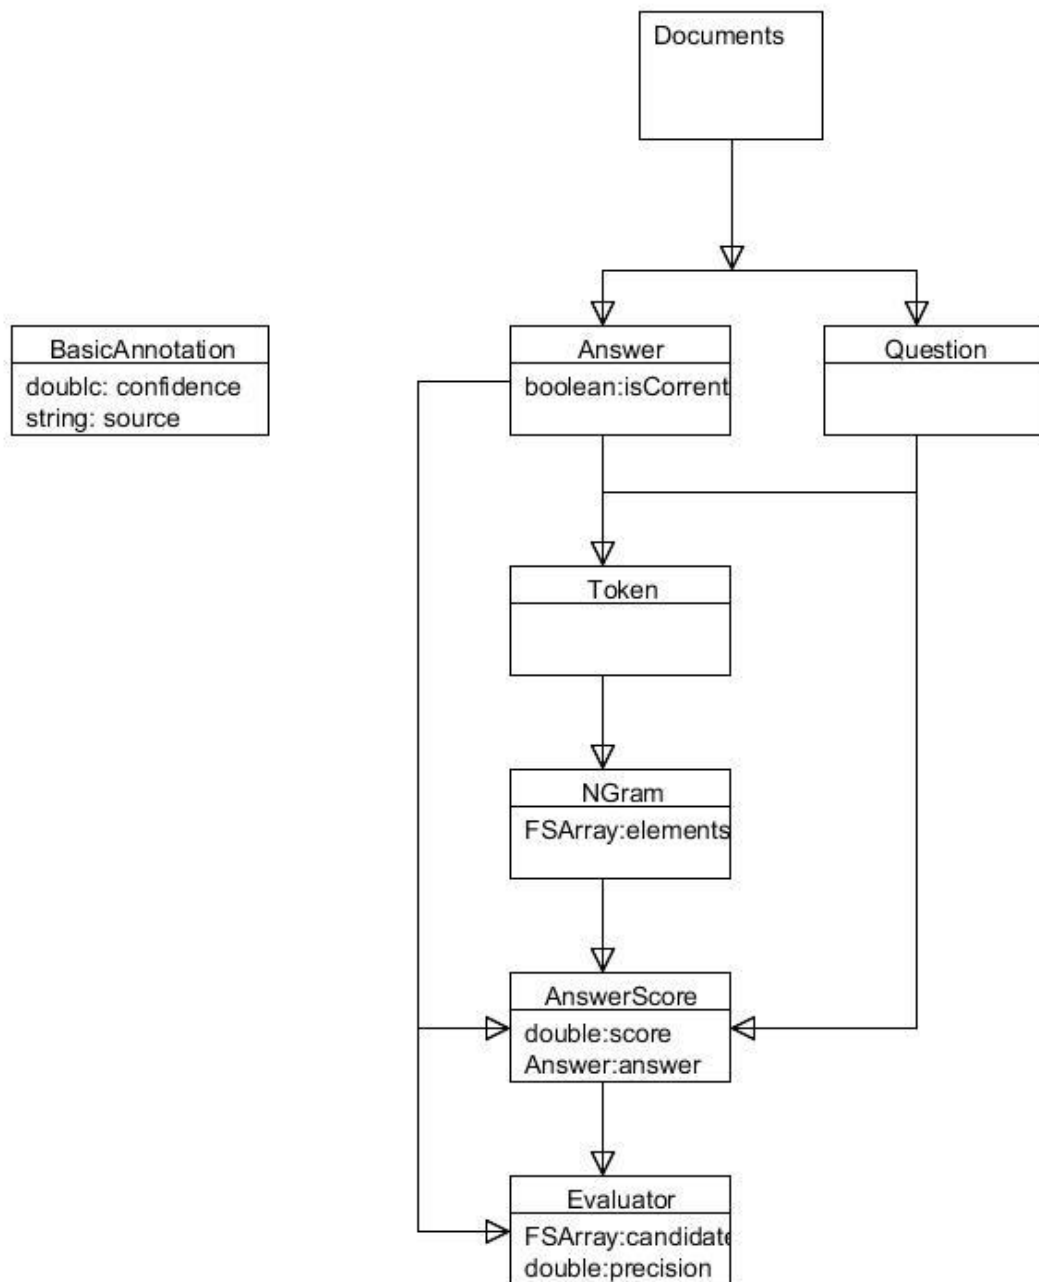 Documents
BasicAnnotation
doublc: confidence
string: source
Answer
boolean:isCorrent
Question
Token
NGram
FSArray:elements
AnswerScore
double:score
Answer:answer
Evaluator
FSArray:candidate
double:precision